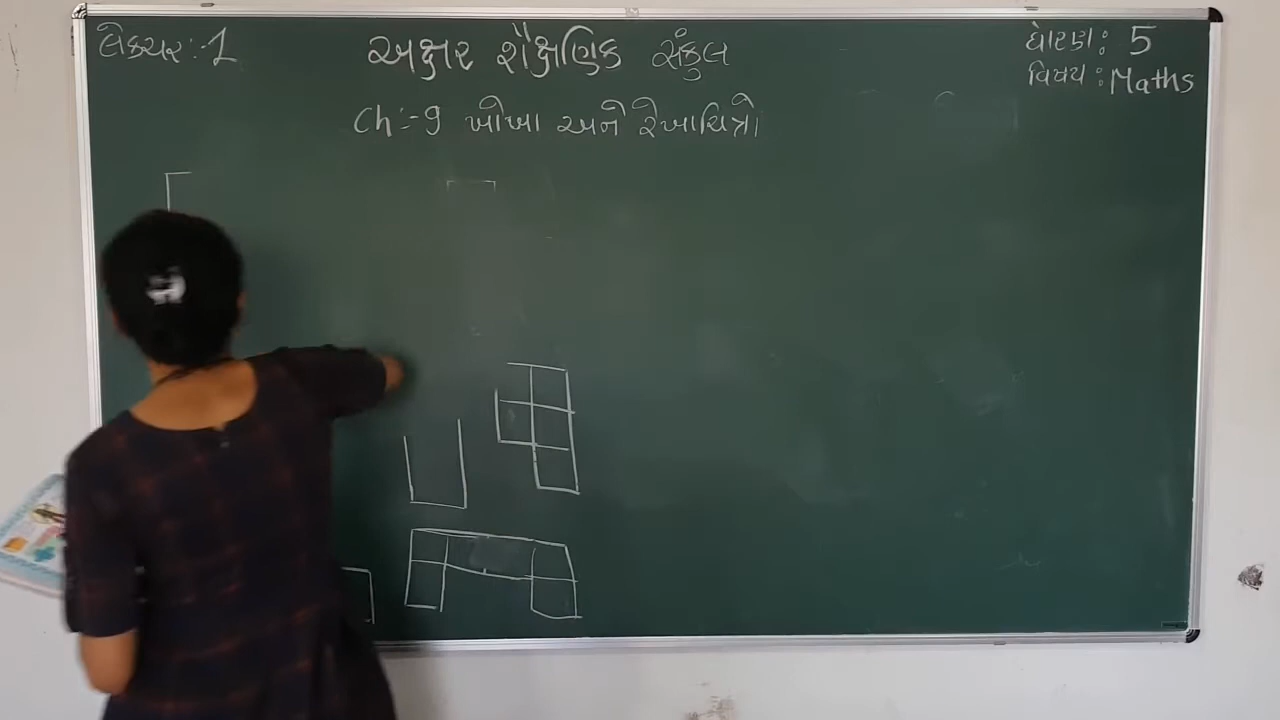 લેક્ચર :- 1
અક્ષર શૈક્ષણિક સંકુલ
ધોરણ : 5
વિષય : Maths
Ch :- 9 ખોખા અને રેખાચિત્રો